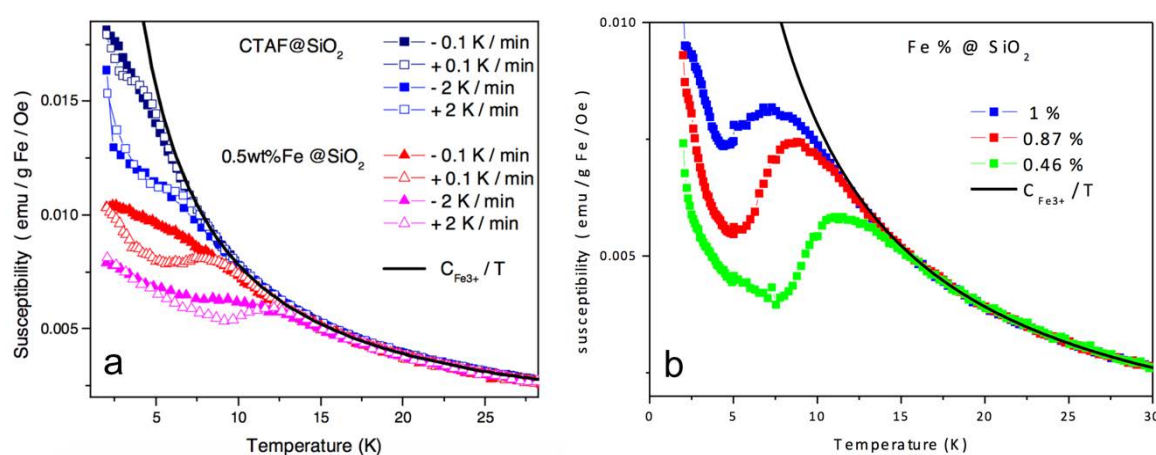 CTAF@SiO2
- 0.1 K / min
+ 0.1 K / min
- 2 K / min
+ 2 K / min
0.5wt%Fe @SiO2
- 0.1 K / min
+ 0.1 K / min
- 2 K / min
+ 2 K / min
C Fe3+ / T
Susceptibility ( emu / g Fe / Oe)
0.015
0.010
0.005
a
5
10
15
20
25
Temperature (K)
Fe % @ SiO2
1 %
0.87 %
0.46 %
C Fe3+ / T
susceptibility ( emu / g Fe / Oe)
0.010
0.005
b
0
5
10
15
20
25
30
Temperature (K)